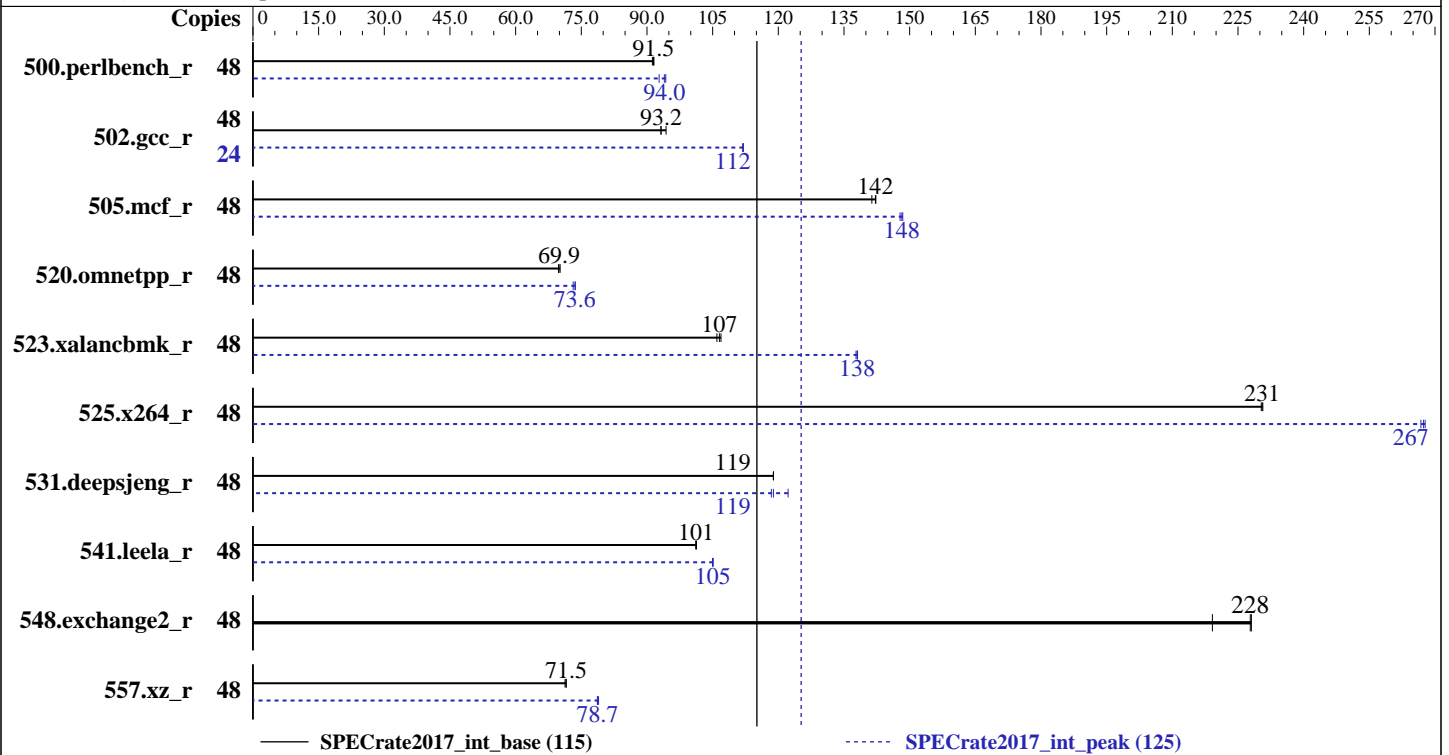 Copies 0 15.0 30.0 45.0 60.0 75.0 90.0 105 120 135 150 165 180 195 210 225 240 255 270
91.5
500.perlbench_r 48
94.0
48 93.2
502.gcc_r
24 112
142
505.mcf_r 48
148
69.9
520.omnetpp_r 48
73.6
107
523.xalancbmk_r 48
138
231
525.x264_r 48
267
119
531.deepsjeng_r 48
119
101
541.leela_r 48
105
228
548.exchange2_r 48
71.5
557.xz_r 48
78.7
SPECrate2017_int_base (115) SPECrate2017_int_peak (125)